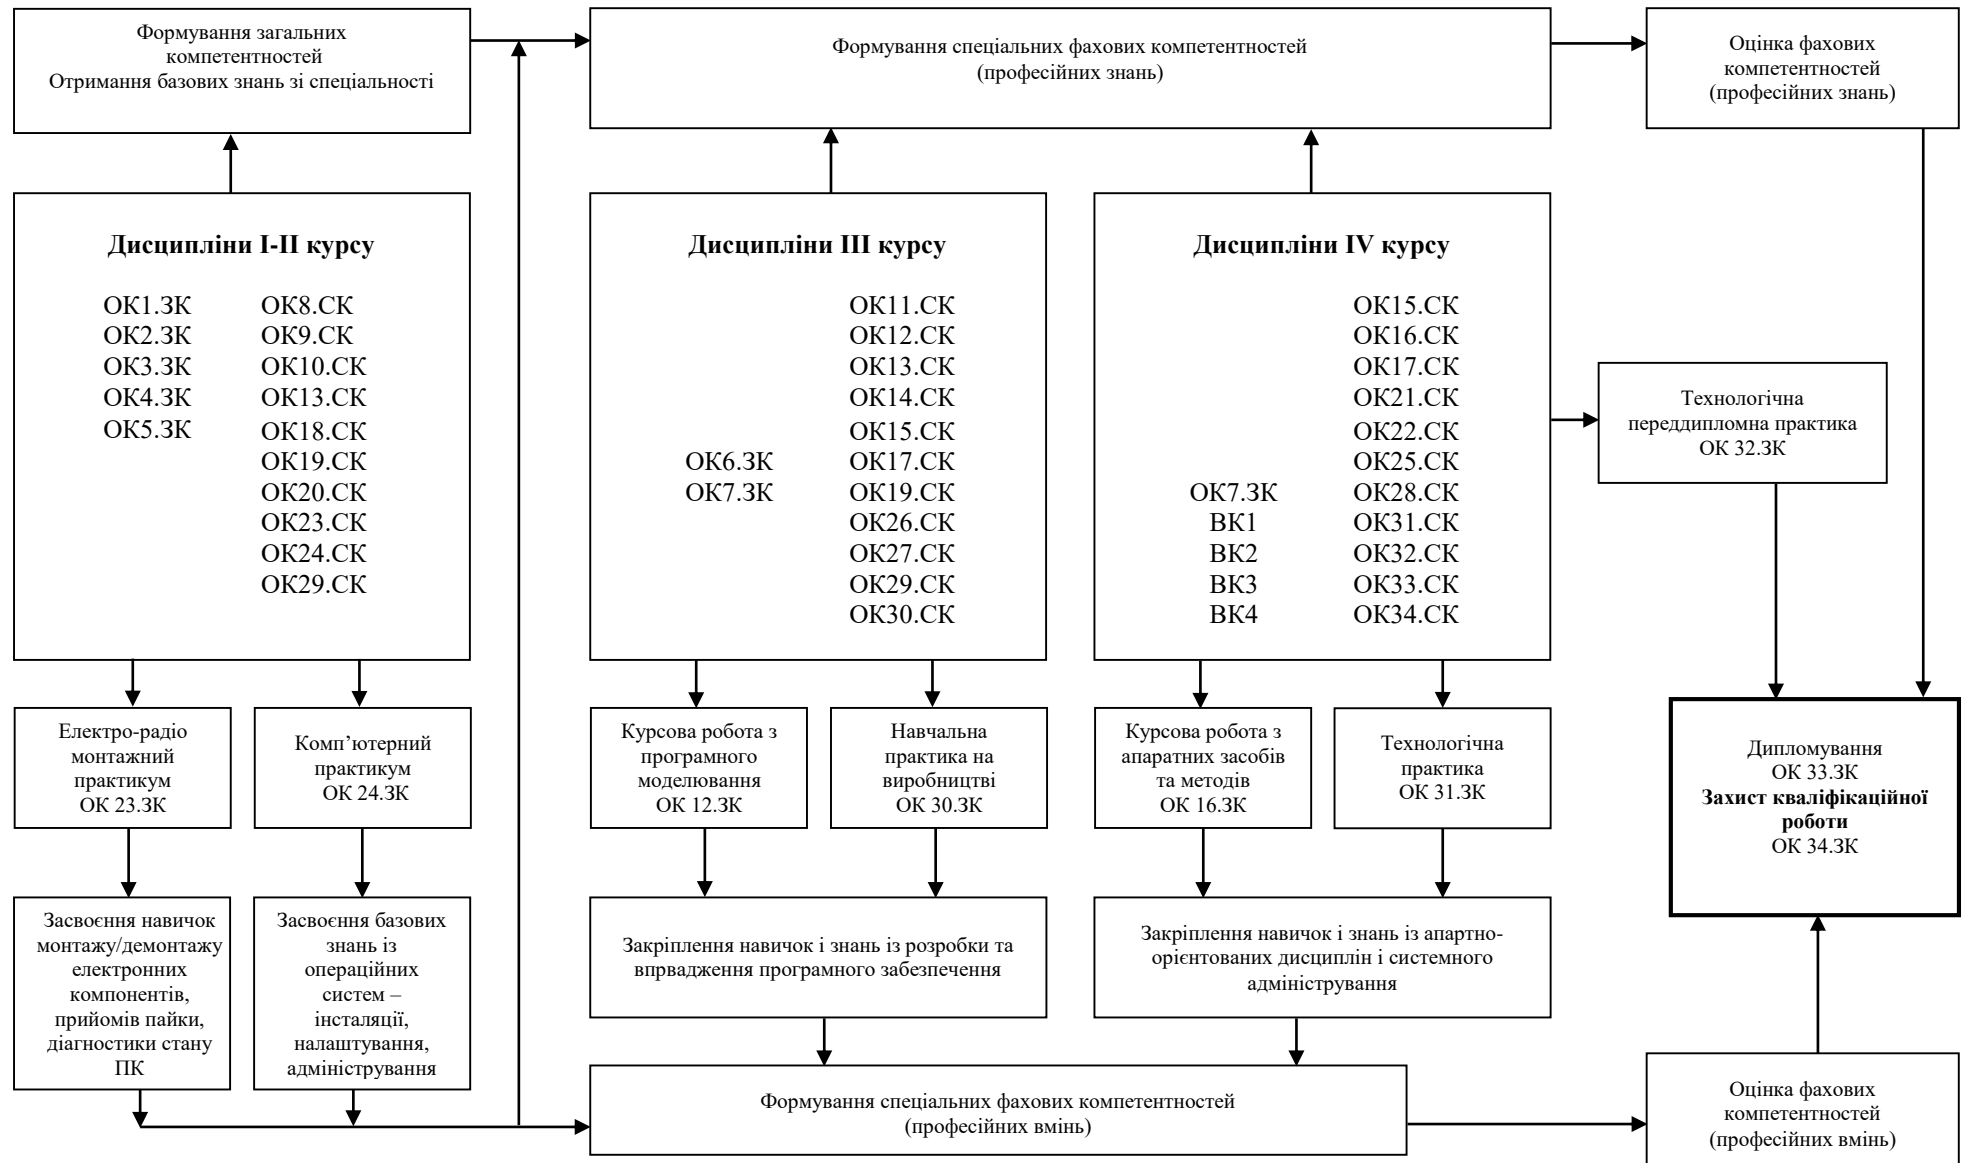 Формування загальних
компетентностей
Отримання базових знань зі спеціальності
Формування спеціальних фахових компетентностей
(професійних знань)
Оцінка фахових
компетентностей
(професійних знань)
Дисципліни І-ІІ курсу
ОК1.ЗК
ОК2.ЗК
ОК3.ЗК
ОК4.ЗК
ОК5.ЗК
ОК8.СК
ОК9.СК
ОК10.СК
ОК13.СК
ОК18.СК
ОК19.СК
ОК20.СК
ОК23.СК
ОК24.СК
ОК29.СК
Дисципліни ІІІ курсу
ОК6.ЗК
ОК7.ЗК
ОК11.СК
ОК12.СК
ОК13.СК
ОК14.СК
ОК15.СК
ОК17.СК
ОК19.СК
ОК26.СК
ОК27.СК
ОК29.СК
ОК30.СК
Дисципліни IV курсу
ОК7.ЗК
ВК1
ВК2
ВК3
ВК4
ОК15.СК
ОК16.СК
ОК17.СК
ОК21.СК
ОК22.СК
ОК25.СК
ОК28.СК
ОК31.СК
ОК32.СК
ОК33.СК
ОК34.СК
Технологічна
переддипломна практика
ОК 32.ЗК
Електро-радіо
монтажний
практикум
ОК 23.ЗК
Комп’ютерний
практикум
ОК 24.ЗК
Курсова робота з
програмного
моделювання
ОК 12.ЗК
Навчальна
практика на
виробництві
ОК 30.ЗК
Курсова робота з
апаратних засобів
та методів
ОК 16.ЗК
Технологічна
практика
ОК 31.ЗК
Дипломування
ОК 33.ЗК
Захист кваліфікаційної
роботи
ОК 34.ЗК
Засвоєння навичок
монтажу/демонтажу
електронних
компонентів,
прийомів пайки,
діагностики стану
ПК
Засвоєння базових
знань із
операційних
систем –
інсталяції,
налаштування,
адміністрування
Закріплення навичок і знань із розробки та
впрвадження програмного забезпечення
Закріплення навичок і знань із апартно-
орієнтованих дисциплін і системного
адміністрування
Формування спеціальних фахових компетентностей
(професійних вмінь)
Оцінка фахових
компетентностей
(професійних вмінь)